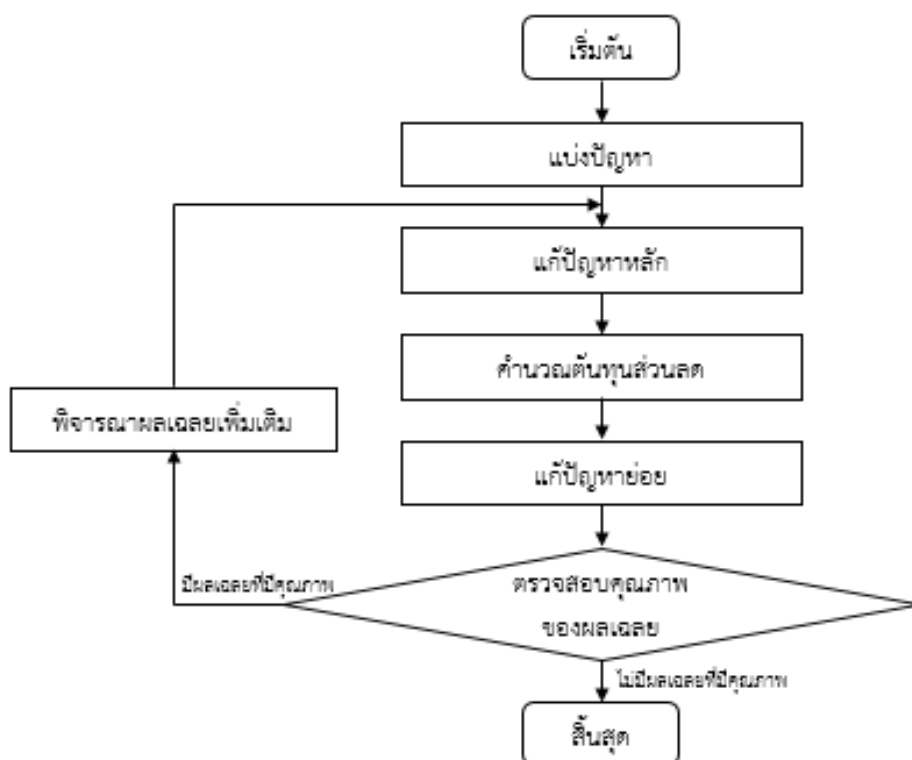 เริ่มต้น
แบ่งปัญหา
แก้ปัญหาหลัก
คำนวณต้นทุนส่วนลด
พิจารณาผลเฉลยเพิ่มเติม
แก้ปัญหาย่อย
มีผลเฉลยที่มีคุณภาพ
ตรวจสอบคุณภาพ
ของผลเฉลย
ไม่มีผลเฉลยที่มีคุณภาพ
สิ้นสุด